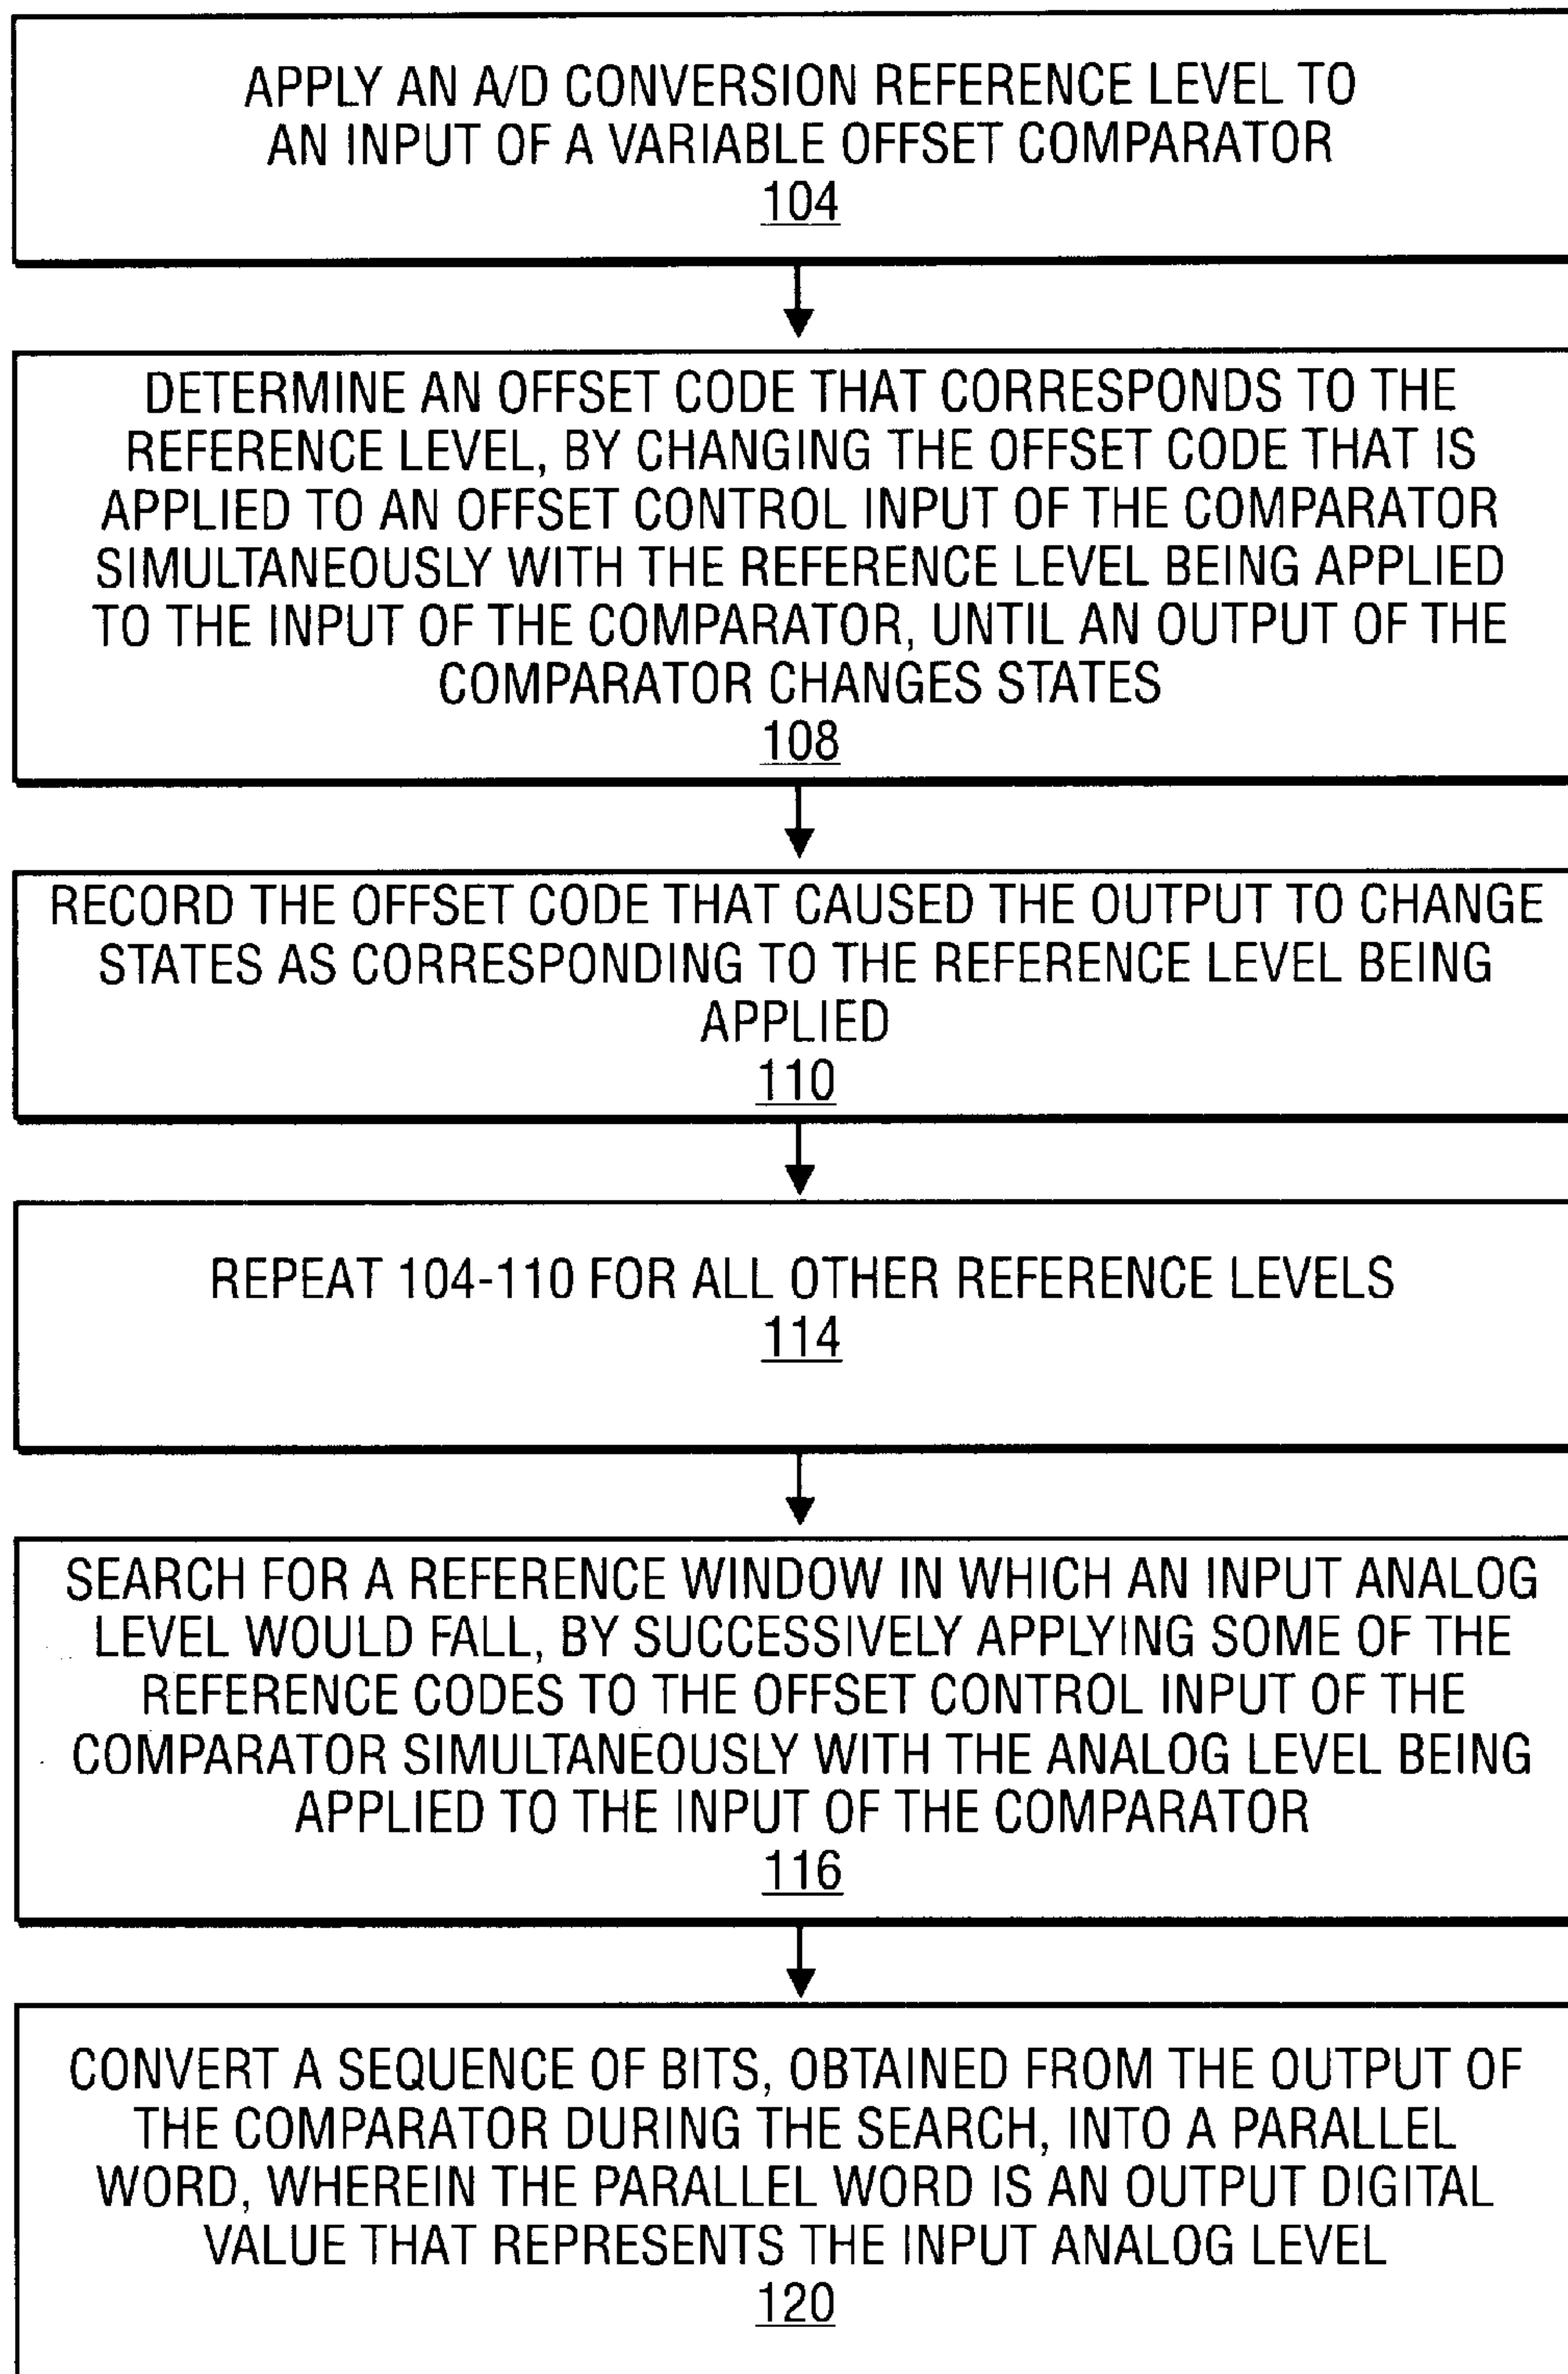 APPLY AN A/D CONVERSION REFERENCE LEVEL TO
AN INPUT OF A VARIABLE OFFSET COMPARATOR
104
DETERMINE AN OFFSET CODE THAT CORRESPONDS TO THE
REFERENCE LEVEL, BY CHANGING THE OFFSET CODE THAT IS
APPLIED TO AN OFFSET CONTROL INPUT OF THE COMPARATOR
SIMULTANEOUSLY WITH THE REFERENCE LEVEL BEING APPLIED
TO THE INPUT OF THE COMPARATOR, UNTIL AN OUTPUT OF THE
COMPARATOR CHANGES STATES
108
RECORD THE OFFSET CODE THAT CAUSED THE OUTPUT TO CHANGE
STATES AS CORRESPONDING TO THE REFERENCE LEVEL BEING
APPLIED
110
REPEAT 104-110 FOR ALL OTHER REFERENCE LEVELS
114
SEARCH FOR A REFERENCE WINDOW IN WHICH AN INPUT ANALOG
LEVEL WOULD FALL, BY SUCCESSIVELY APPLYING SOME OF THE
REFERENCE CODES TO THE OFFSET CONTROL INPUT OF THE
COMPARATOR SIMULTANEOUSLY WITH THE ANALOG LEVEL BEING
APPLIED TO THE INPUT OF THE COMPARATOR
116
CONVERT A SEQUENCE OF BITS, OBTAINED FROM THE OUTPUT OF
THE COMPARATOR DURING THE SEARCH, INTO A PARALLEL
WORD, WHEREIN THE PARALLEL WORD IS AN OUTPUT DIGITAL
VALUE THAT REPRESENTS THE INPUT ANALOG LEVEL
120